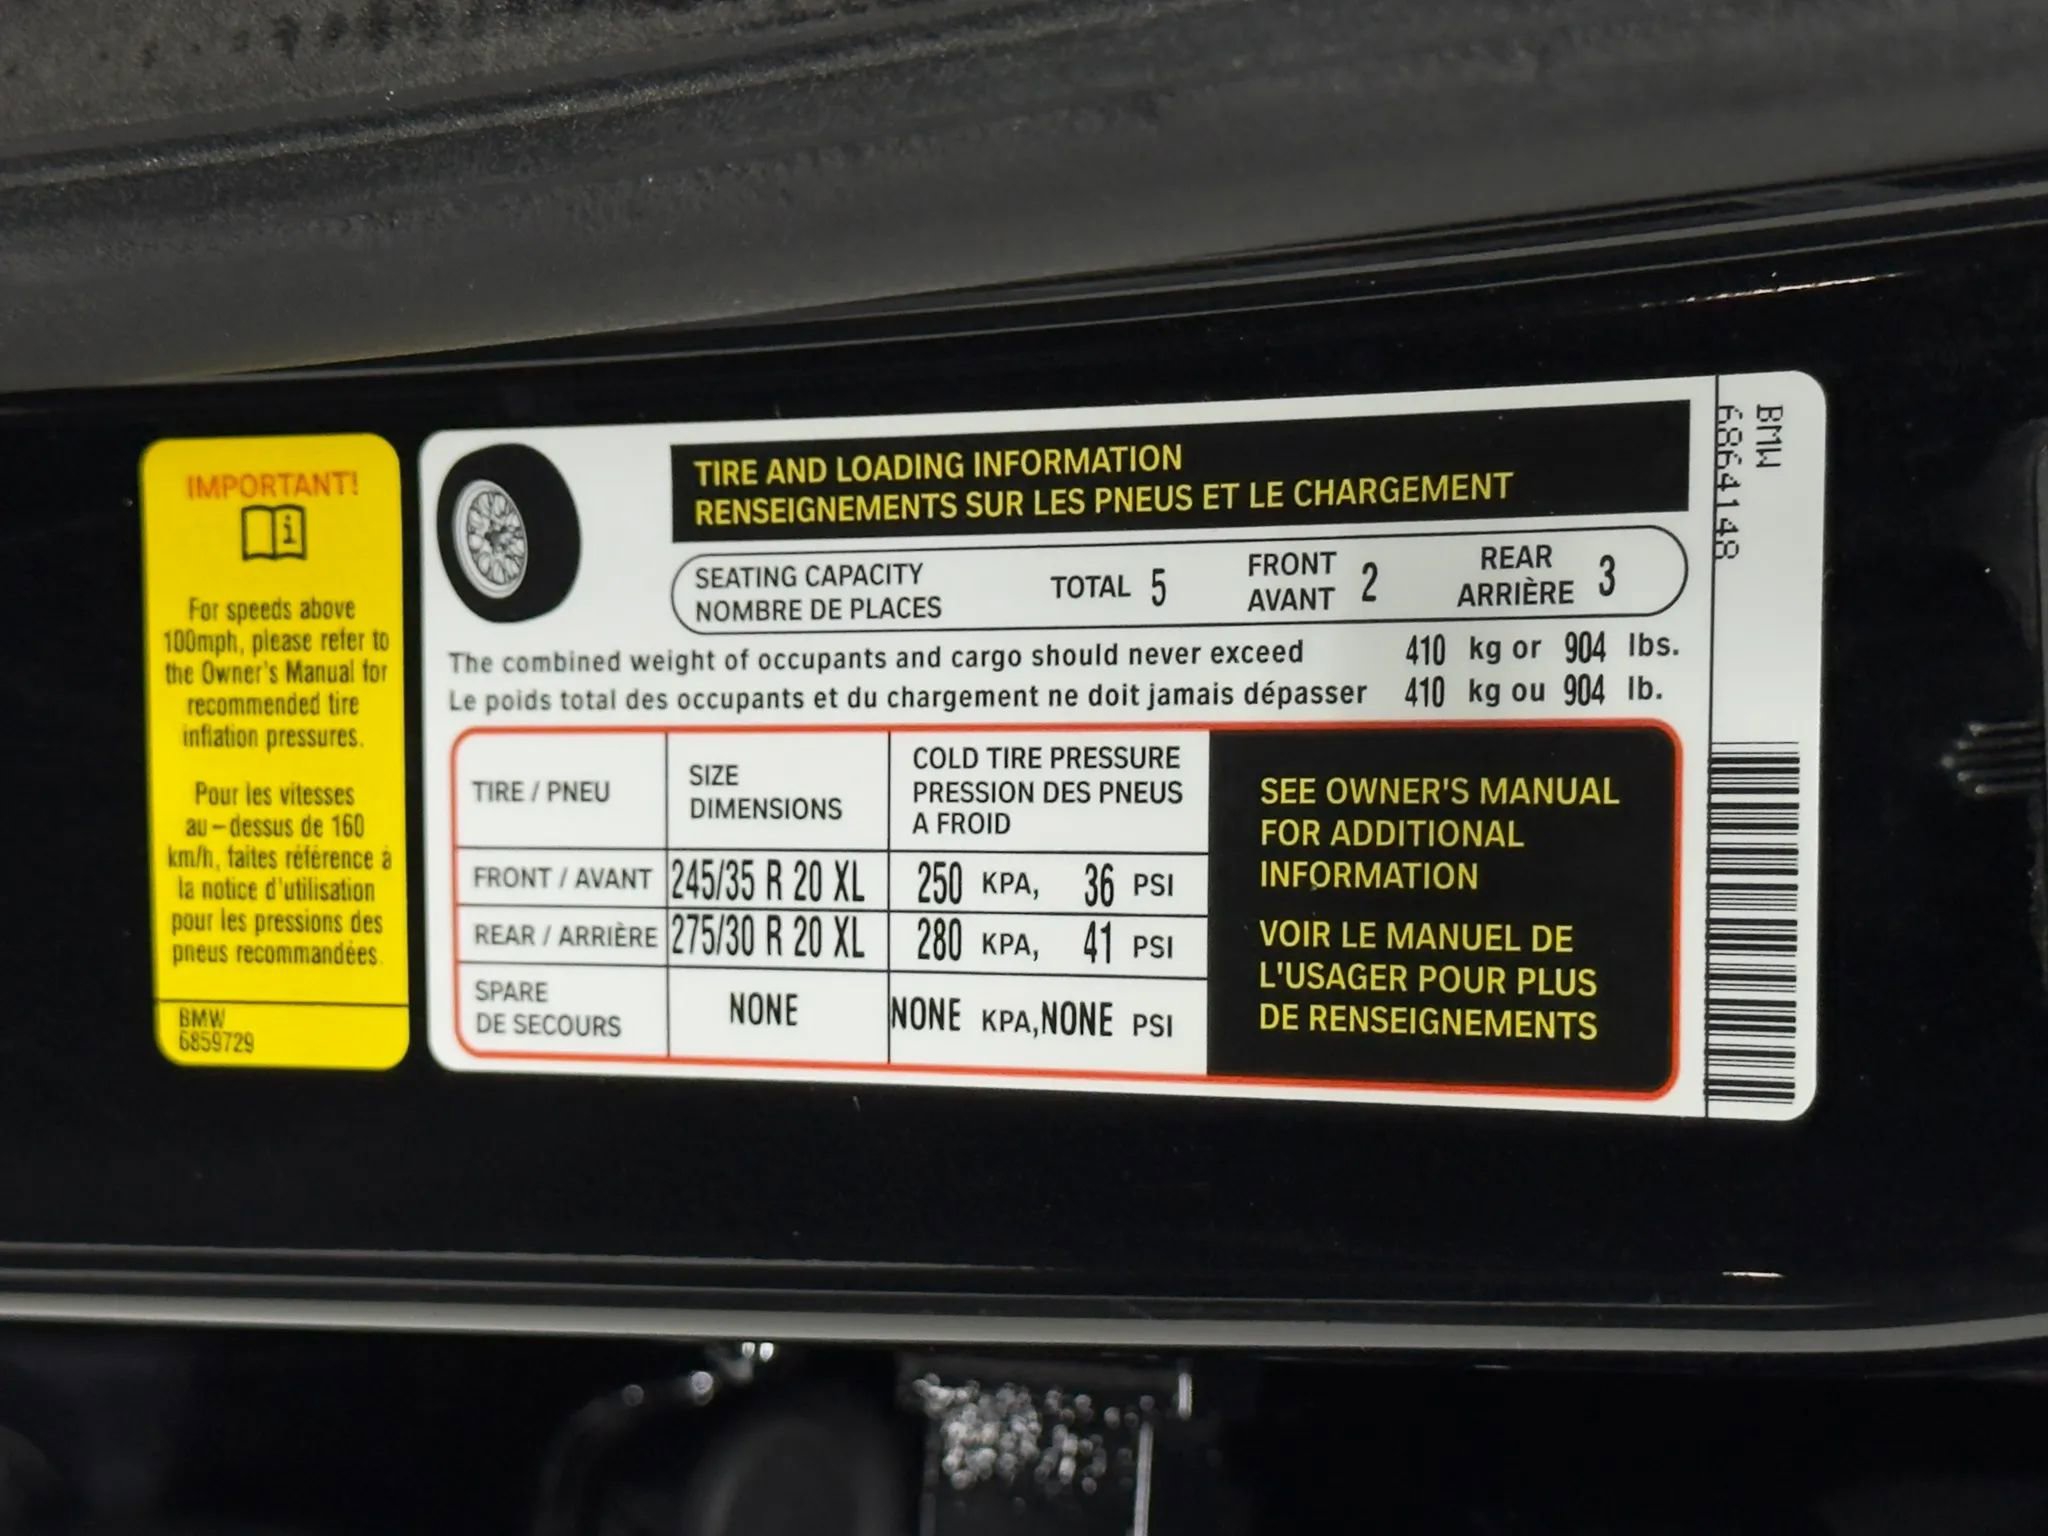 IMPORTANT!
For speeds above
100mph, please refer to
the Owner's Manual for
recommended tire
inflation pressures.
Pour les vitesses
au-dessus de 160
km/h, faites référence à
la notice d'utilisation
pour les pressions des
pneus recommandées.
BMW
6859729
TIRE AND LOADING INFORMATION
RENSEIGNEMENTS SUR LES PNEUS ET LE CHARGEMENT
SEATING CAPACITY
NOMBRE DE PLACES
TOTAL 5
FRONT
AVANT 2
REAR
ARRIÈRE 3
The combined weight of occupants and cargo should never exceed 410 kg or 904 lbs.
Le poids total des occupants et du chargement ne doit jamais dépasser 410 kg ou 904 lb.
TIRE / PNEU
SIZE
DIMENSIONS
COLD TIRE PRESSURE
PRESSION DES PNEUS
A FROID
FRONT / AVANT 245/35 R 20 XL 250 KPA, 36 PSI
REAR / ARRIÈRE 275/30 R 20 XL 280 KPA, 41 PSI
SPARE
DE SECOURS NONE NONE KPA, NONE PSI
SEE OWNER'S MANUAL
FOR ADDITIONAL
INFORMATION
VOIR LE MANUEL DE
L'USAGER POUR PLUS
DE RENSEIGNEMENTS
BMW
6864148